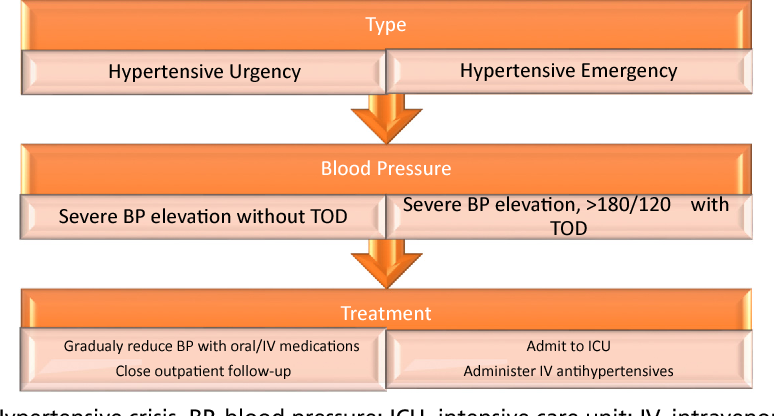 Type
Hypertensive Urgency
Hypertensive Emergency
Blood Pressure
Severe BP elevation without TOD
Severe BP elevation, >180/120 with
TOD
Treatment
Gradualy reduce BP with oral/IV medications
Close outpatient follow-up
Admit to ICU
Administer IV antihypertensives
Hypertensive crisis. BP, blood pressure; ICU, intensive care unit; IV, intravenous